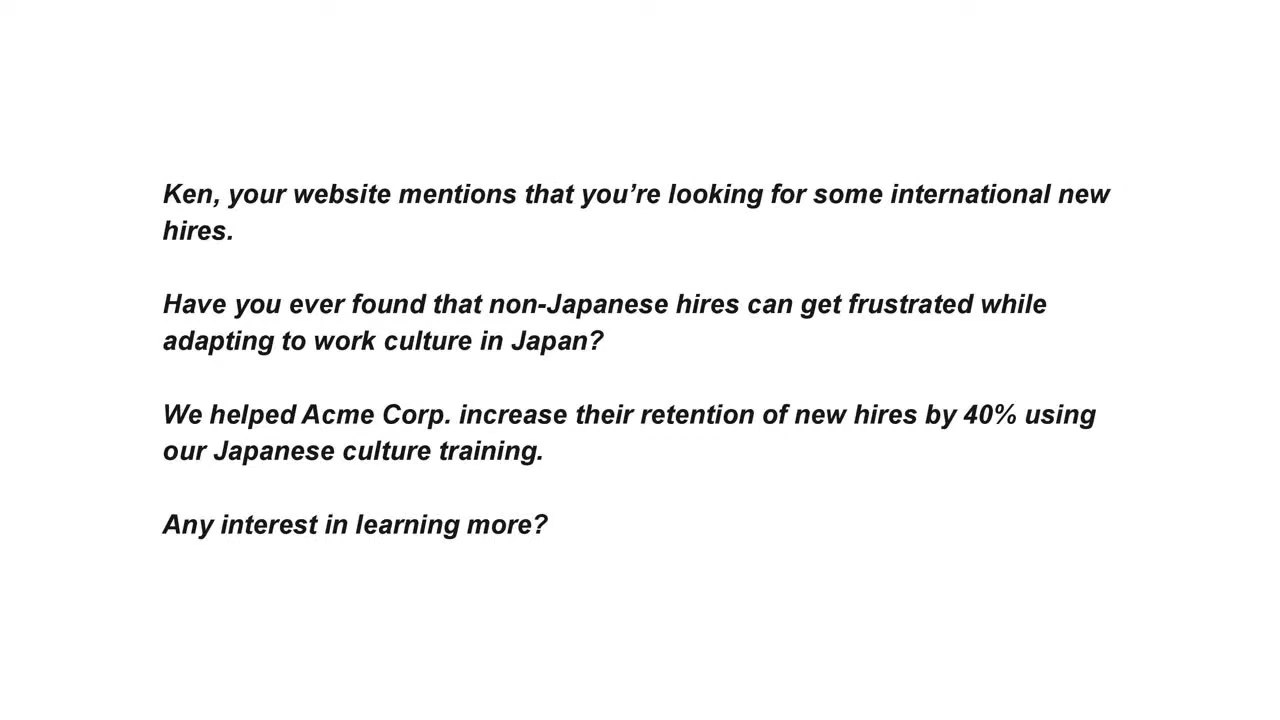 Ken, your website mentions that you’re looking for some international new
hires.
Have you ever found that non-Japanese hires can get frustrated while
adapting to work culture in Japan?
We helped Acme Corp. increase their retention of new hires by 40% using
our Japanese culture training.
Any interest in learning more?